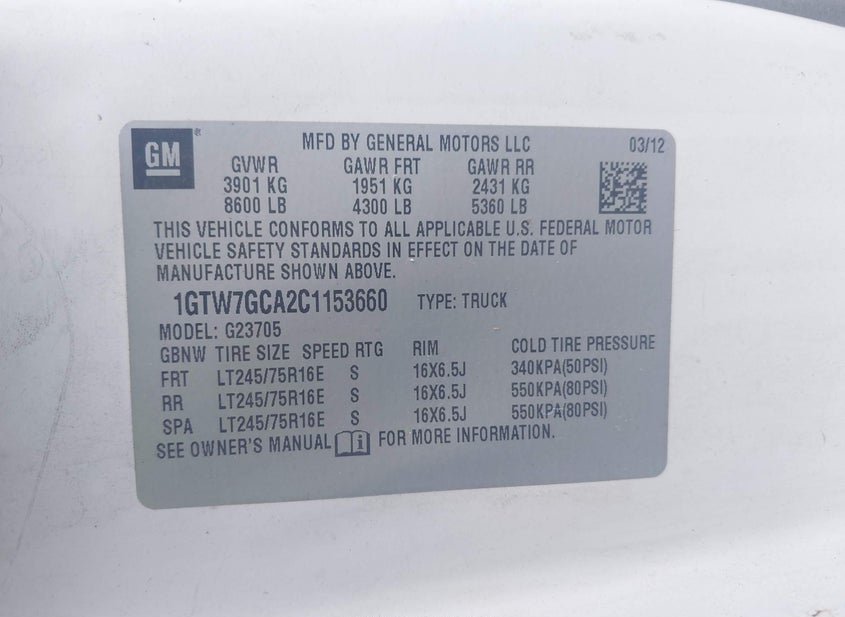 GM
MFD BY GENERAL MOTORS LLC 03/12
GVWR GAWR FRT GAWR RR
3901 KG 1951 KG 2431 KG
8600 LB 4300 LB 5360 LB
THIS VEHICLE CONFORMS TO ALL APPLICABLE U.S. FEDERAL MOTOR
VEHICLE SAFETY STANDARDS IN EFFECT ON THE DATE OF
MANUFACTURE SHOWN ABOVE.
1GTW7GCA2C1153660 TYPE: TRUCK
MODEL: G23705
GBNW TIRE SIZE SPEED RTG RIM COLD TIRE PRESSURE
FRT LT245/75R16E S 16X6.5J 340KPA(50PSI)
RR LT245/75R16E S 16X6.5J 550KPA(80PSI)
SPA LT245/75R16E S 16X6.5J 550KPA(80PSI)
SEE OWNER'S MANUAL FOR MORE INFORMATION.